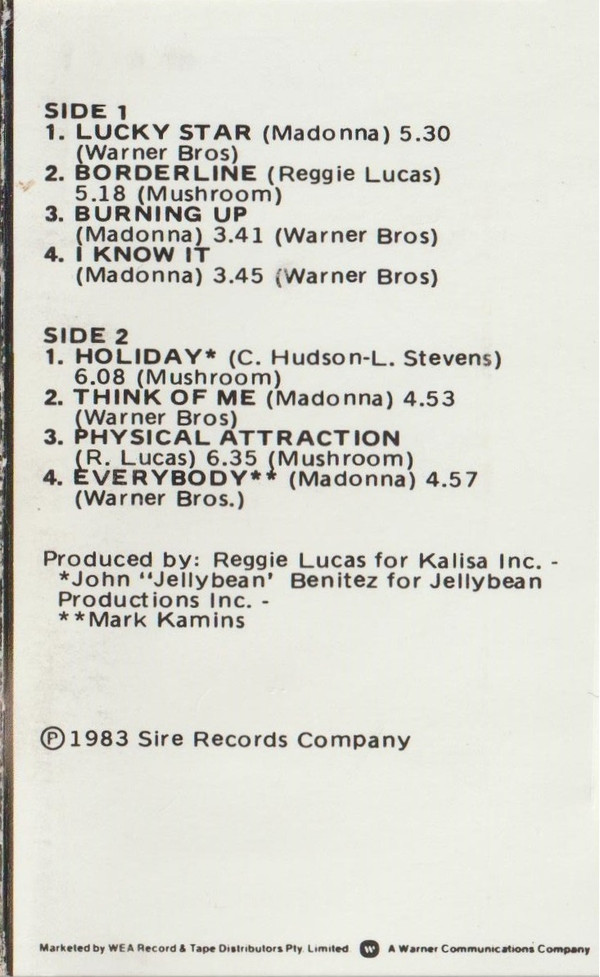 SIDE 1
1. LUCKY STAR (Madonna) 5.30
(Warner Bros)
2. BORDERLINE (Reggie Lucas)
5.18 (Mushroom)
3. BURNING UP
(Madonna) 3.41 (Warner Bros)
4. I KNOW IT
(Madonna) 3.45 (Warner Bros)
SIDE 2
1. HOLIDAY* (C. Hudson-L. Stevens)
6.08 (Mushroom)
2. THINK OF ME (Madonna) 4.53
(Warner Bros)
3. PHYSICAL ATTRACTION
(R. Lucas) 6.35 (Mushroom)
4. EVERYBODY** (Madonna) 4.57
(Warner Bros.)
Produced by: Reggie Lucas for Kalisa Inc. -
*John "Jellybean' Benitez for Jellybean
Productions Inc. -
**Mark Kamins
Ⓟ1983 Sire Records Company
Marketed by WEA Record & Tape Distributors Pty. Limited W A Warner Communications Company